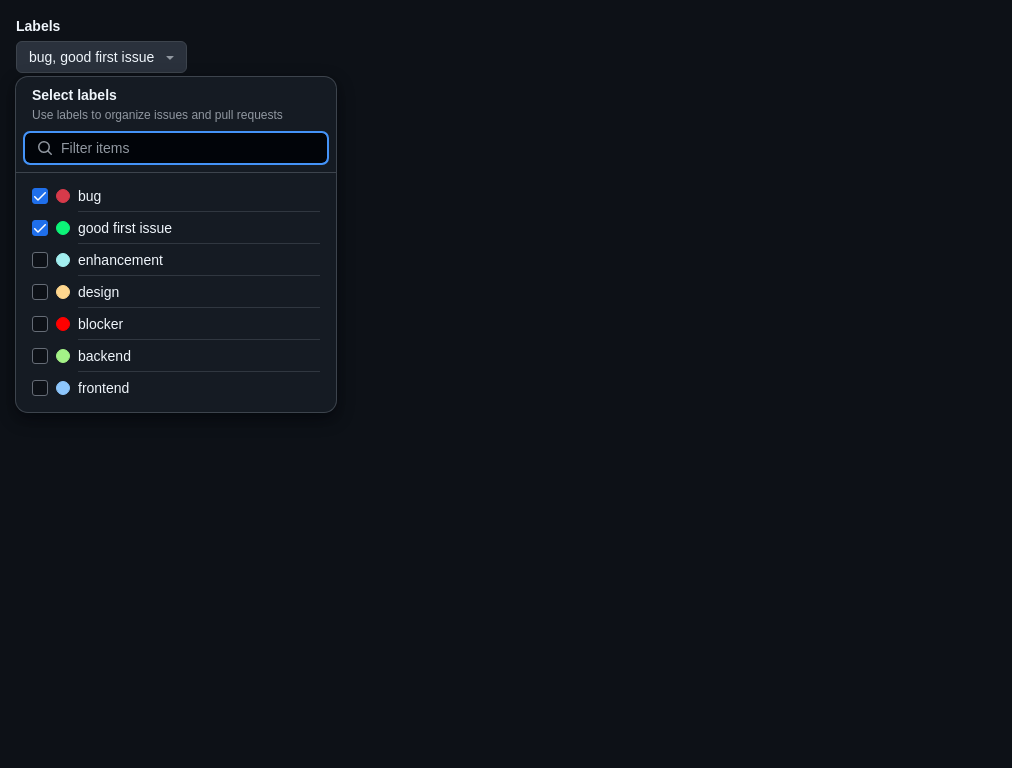 Labels
bug, good first issue
Select labels
Use labels to organize issues and pull requests
Filter items
bug
good first issue
enhancement
design
blocker
backend
frontend